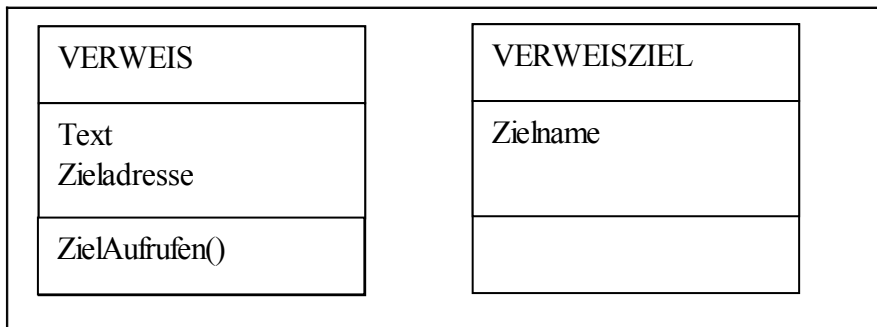 VERWEIS
Text
Zieladresse
ZielAufrufen()
VERWEISZIEL
Zielname